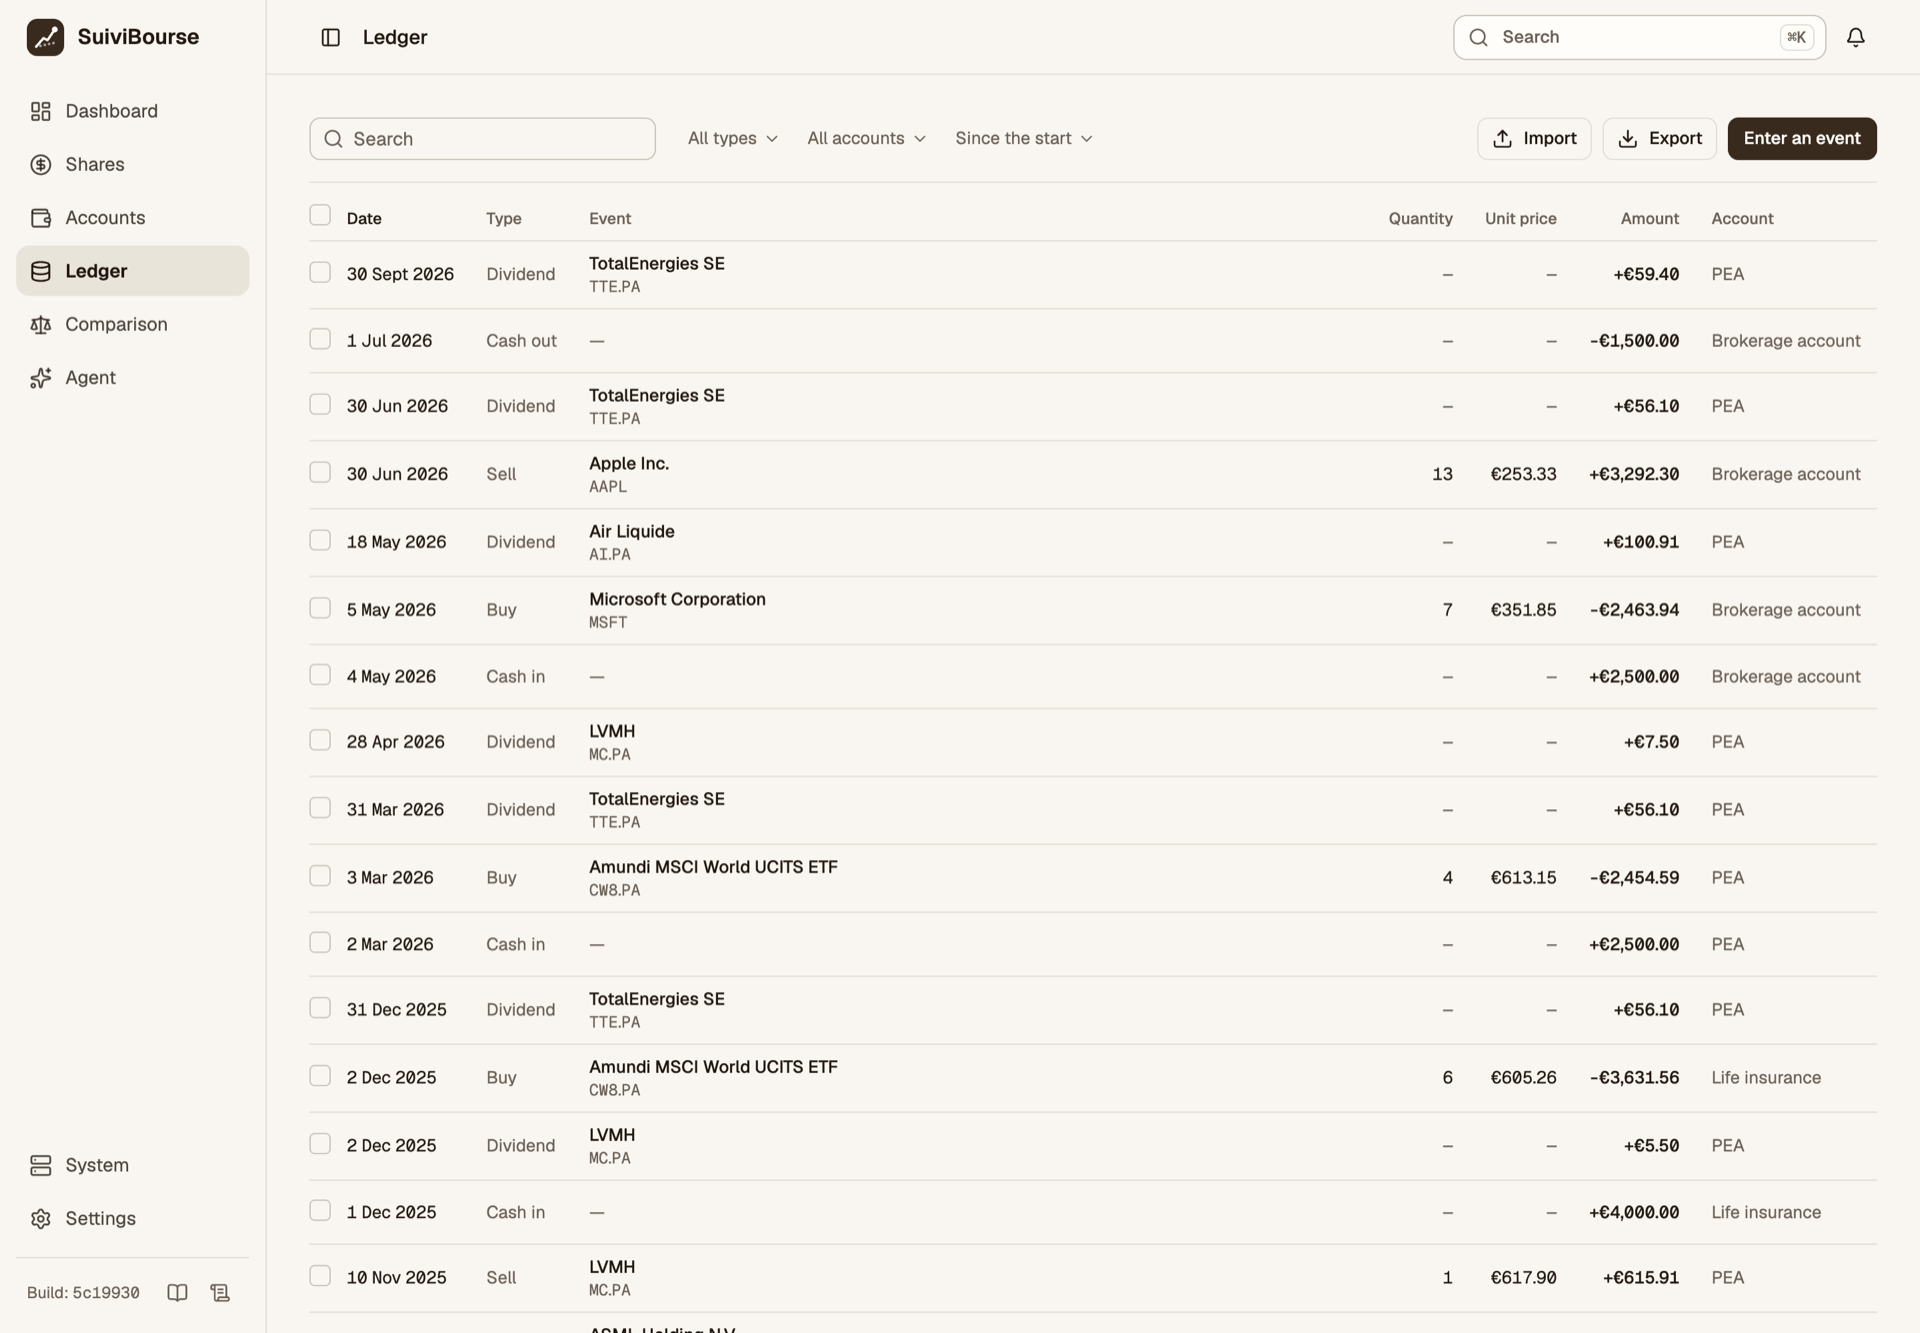 SuiviBourse
Ledger
Search
⌘K
Dashboard
Shares
Accounts
Ledger
Comparison
Agent
System
Settings
Build: 5c19930
Search
All types
All accounts
Since the start
Import
Export
Enter an event
Date Type Event Quantity Unit price Amount Account
30 Sept 2026 Dividend TotalEnergies SE – – +€59.40 PEA
TTE.PA
1 Jul 2026 Cash out — – – -€1,500.00 Brokerage account
30 Jun 2026 Dividend TotalEnergies SE – – +€56.10 PEA
TTE.PA
30 Jun 2026 Sell Apple Inc. 13 €253.33 +€3,292.30 Brokerage account
AAPL
18 May 2026 Dividend Air Liquide – – +€100.91 PEA
AI.PA
5 May 2026 Buy Microsoft Corporation 7 €351.85 -€2,463.94 Brokerage account
MSFT
4 May 2026 Cash in — – – +€2,500.00 Brokerage account
28 Apr 2026 Dividend LVMH – – +€7.50 PEA
MC.PA
31 Mar 2026 Dividend TotalEnergies SE – – +€56.10 PEA
TTE.PA
3 Mar 2026 Buy Amundi MSCI World UCITS ETF 4 €613.15 -€2,454.59 PEA
CW8.PA
2 Mar 2026 Cash in — – – +€2,500.00 PEA
31 Dec 2025 Dividend TotalEnergies SE – – +€56.10 PEA
TTE.PA
2 Dec 2025 Buy Amundi MSCI World UCITS ETF 6 €605.26 -€3,631.56 Life insurance
CW8.PA
2 Dec 2025 Dividend LVMH – – +€5.50 PEA
MC.PA
1 Dec 2025 Cash in — – – +€4,000.00 Life insurance
10 Nov 2025 Sell LVMH 1 €617.90 +€615.91 PEA
MC.PA